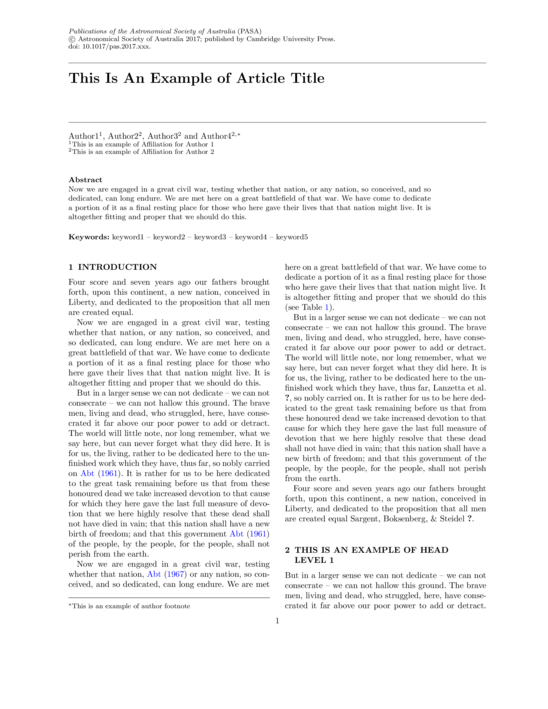 Publications of the Astronomical Society of Australia (PASA)
© Astronomical Society of Australia 2017; published by Cambridge University Press.
doi: 10.1017/pas.2017.xxx.
This Is An Example of Article Title
Author1¹, Author2², Author3² and Author4²,∗
¹This is an example of Affiliation for Author 1
²This is an example of Affiliation for Author 2
Abstract
Now we are engaged in a great civil war, testing whether that nation, or any nation, so conceived, and so
dedicated, can long endure. We are met here on a great battlefield of that war. We have come to dedicate
a portion of it as a final resting place for those who here gave their lives that that nation might live. It is
altogether fitting and proper that we should do this.
Keywords: keyword1 – keyword2 – keyword3 – keyword4 – keyword5
1 INTRODUCTION
Four score and seven years ago our fathers brought
forth, upon this continent, a new nation, conceived in
Liberty, and dedicated to the proposition that all men
are created equal.
Now we are engaged in a great civil war, testing
whether that nation, or any nation, so conceived, and
so dedicated, can long endure. We are met here on a
great battlefield of that war. We have come to dedicate
a portion of it as a final resting place for those who
here gave their lives that that nation might live. It is
altogether fitting and proper that we should do this.
But in a larger sense we can not dedicate – we can not
consecrate – we can not hallow this ground. The brave
men, living and dead, who struggled, here, have conse-
crated it far above our poor power to add or detract.
The world will little note, nor long remember, what we
say here, but can never forget what they did here. It is
for us, the living, rather to be dedicated here to the un-
finished work which they have, thus far, so nobly carried
on Abt (1961). It is rather for us to be here dedicated
to the great task remaining before us that from these
honoured dead we take increased devotion to that cause
for which they here gave the last full measure of devo-
tion that we here highly resolve that these dead shall
not have died in vain; that this nation shall have a new
birth of freedom; and that this government Abt (1961)
of the people, by the people, for the people, shall not
perish from the earth.
Now we are engaged in a great civil war, testing
whether that nation, Abt (1967) or any nation, so con-
ceived, and so dedicated, can long endure. We are met
∗This is an example of author footnote
here on a great battlefield of that war. We have come to
dedicate a portion of it as a final resting place for those
who here gave their lives that that nation might live. It
is altogether fitting and proper that we should do this
(see Table 1).
But in a larger sense we can not dedicate – we can not
consecrate – we can not hallow this ground. The brave
men, living and dead, who struggled, here, have conse-
crated it far above our poor power to add or detract.
The world will little note, nor long remember, what we
say here, but can never forget what they did here. It is
for us, the living, rather to be dedicated here to the un-
finished work which they have, thus far, Lanzetta et al.
?, so nobly carried on. It is rather for us to be here ded-
icated to the great task remaining before us that from
these honoured dead we take increased devotion to that
cause for which they here gave the last full measure of
devotion that we here highly resolve that these dead
shall not have died in vain; that this nation shall have a
new birth of freedom; and that this government of the
people, by the people, for the people, shall not perish
from the earth.
Four score and seven years ago our fathers brought
forth, upon this continent, a new nation, conceived in
Liberty, and dedicated to the proposition that all men
are created equal Sargent, Boksenberg, & Steidel ?.
2 THIS IS AN EXAMPLE OF HEAD
LEVEL 1
But in a larger sense we can not dedicate – we can not
consecrate – we can not hallow this ground. The brave
men, living and dead, who struggled, here, have conse-
crated it far above our poor power to add or detract.
1